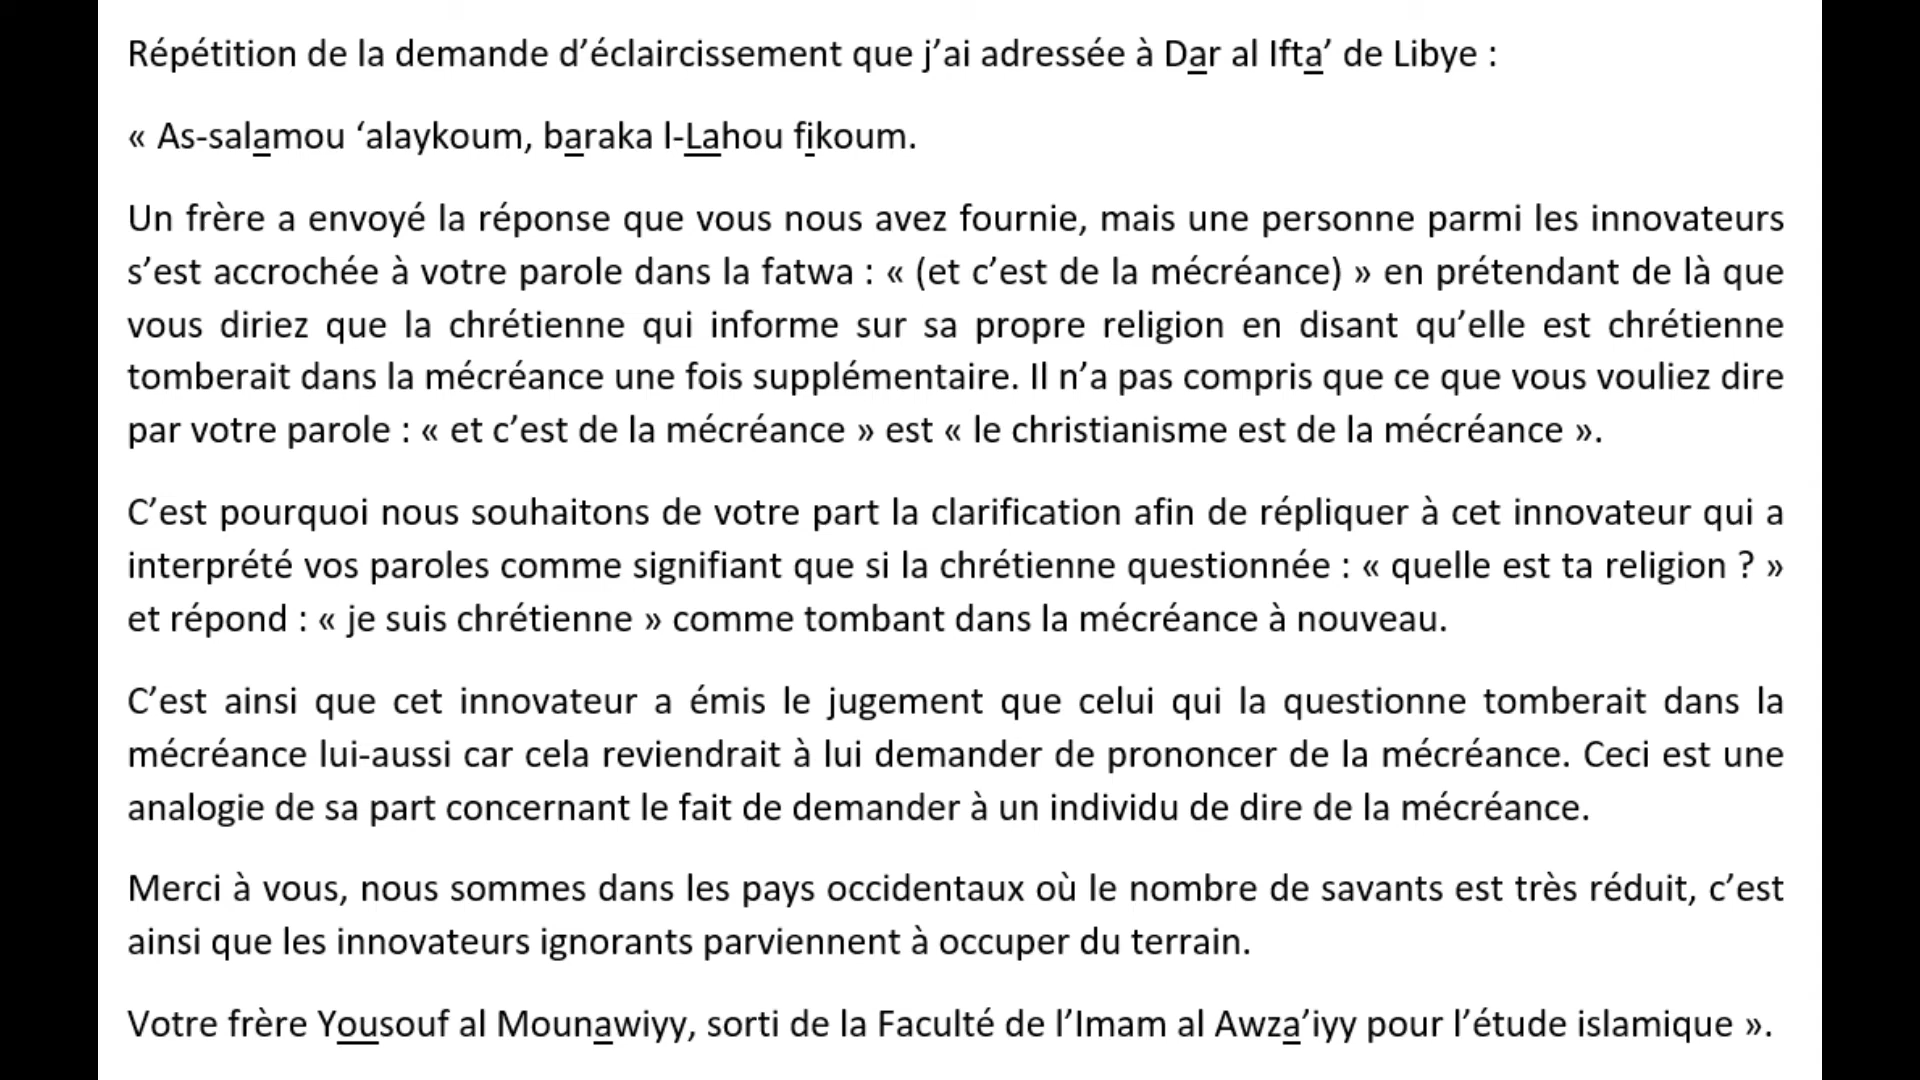 Répétition de la demande d’éclaircissement que j’ai adressée à Dar al Ifta’ de Libye :
« As-salamou ‘alaykoum, baraka l-Lahou fikoum.
Un frère a envoyé la réponse que vous nous avez fournie, mais une personne parmi les innovateurs
s’est accrochée à votre parole dans la fatwa : « (et c’est de la mécréance) » en prétendant de là que
vous diriez que la chrétienne qui informe sur sa propre religion en disant qu’elle est chrétienne
tomberait dans la mécréance une fois supplémentaire. Il n’a pas compris que ce que vous vouliez dire
par votre parole : « et c’est de la mécréance » est « le christianisme est de la mécréance ».
C’est pourquoi nous souhaitons de votre part la clarification afin de répliquer à cet innovateur qui a
interprété vos paroles comme signifiant que si la chrétienne questionnée : « quelle est ta religion ? »
et répond : « je suis chrétienne » comme tombant dans la mécréance à nouveau.
C’est ainsi que cet innovateur a émis le jugement que celui qui la questionne tomberait dans la
mécréance lui-aussi car cela reviendrait à lui demander de prononcer de la mécréance. Ceci est une
analogie de sa part concernant le fait de demander à un individu de dire de la mécréance.
Merci à vous, nous sommes dans les pays occidentaux où le nombre de savants est très réduit, c’est
ainsi que les innovateurs ignorants parviennent à occuper du terrain.
Votre frère Yousouf al Mounawiyy, sorti de la Faculté de l’Imam al Awza’iyy pour l’étude islamique ».